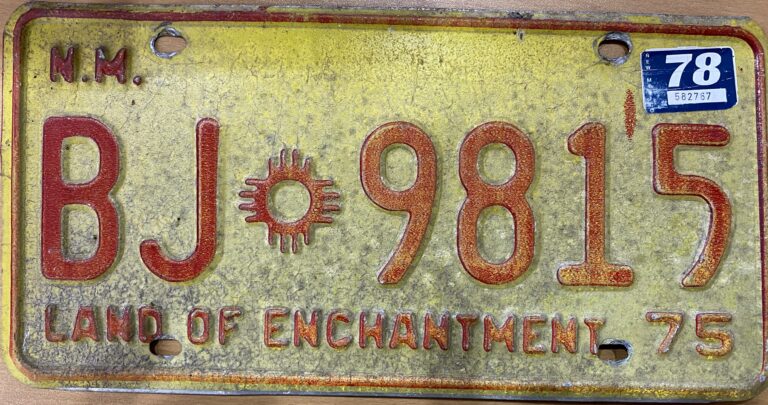 N.M.
78
582767
BJ 9815
LAND OF ENCHANTMENT 75